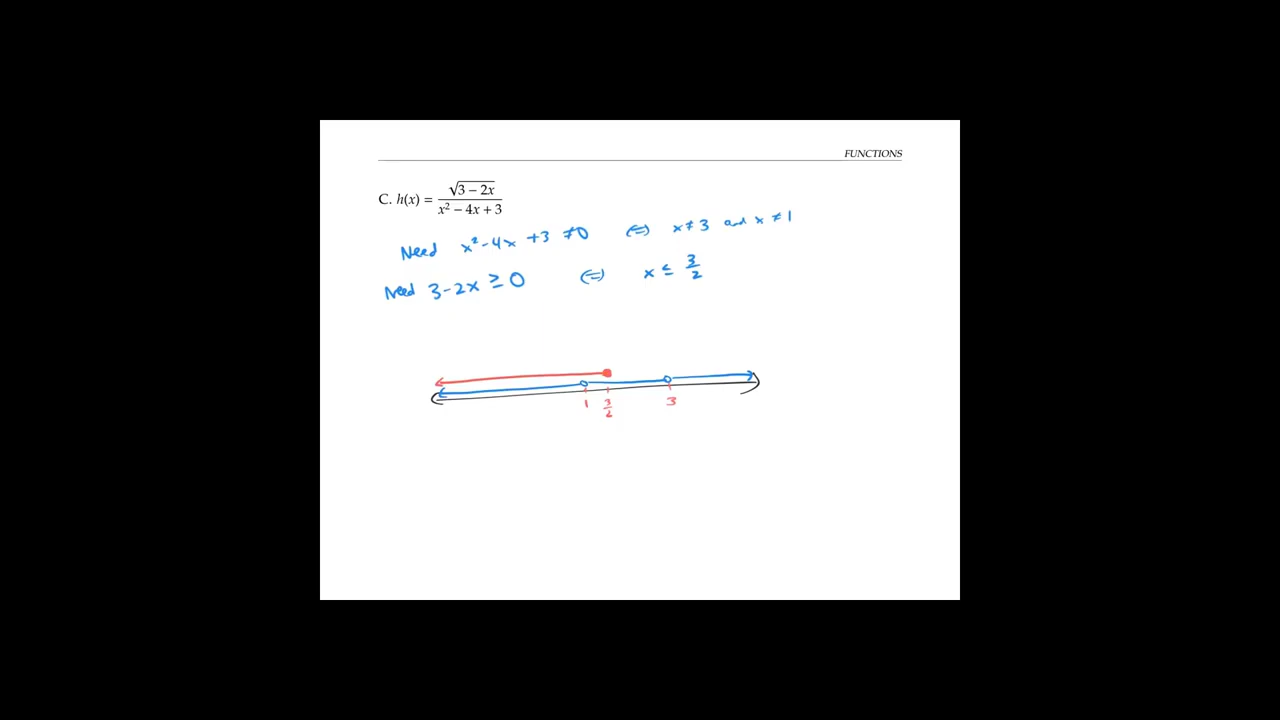 FUNCTIONS
C. h(x) = √(3 − 2x) / (x² − 4x + 3)
Need x² - 4x + 3 ≠ 0 ⇔ x ≠ 3 and x ≠ 1
Need 3 - 2x ≥ 0 ⇔ x ≤ 3/2
1 3/2 3